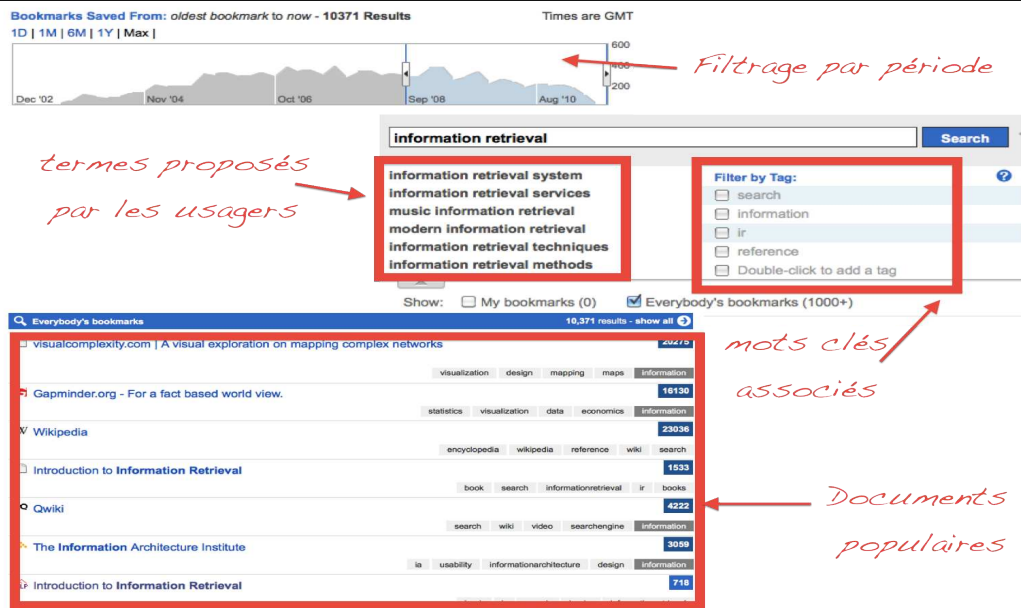 Bookmarks Saved From: oldest bookmark to now - 10371 Results
Times are GMT
1D | 1M | 6M | 1Y | Max |
600
400
200
Dec '02
Nov '04
Oct '06
Sep '08
Aug '10
Filtrage par période
information retrieval
Search
termes proposés
par les usagers
information retrieval system
information retrieval services
music information retrieval
modern information retrieval
information retrieval techniques
information retrieval methods
Filter by Tag:
?
search
information
ir
reference
Double-click to add a tag
Show: My bookmarks (0) Everybody's bookmarks (1000+)
mots clés
associés
Everybody's bookmarks
10,371 results - show all
visualcomplexity.com | A visual exploration on mapping complex networks
20275
visualization design mapping maps information
Gapminder.org - For a fact based world view.
16130
statistics visualization data economics information
W Wikipedia
23036
encyclopedia wikipedia reference wiki search
Introduction to Information Retrieval
1533
book search informationretrieval ir books
Qwiki
4222
search wiki video searchengine information
The Information Architecture Institute
3059
ia usability informationarchitecture design information
Introduction to Information Retrieval
718
Documents
populaires